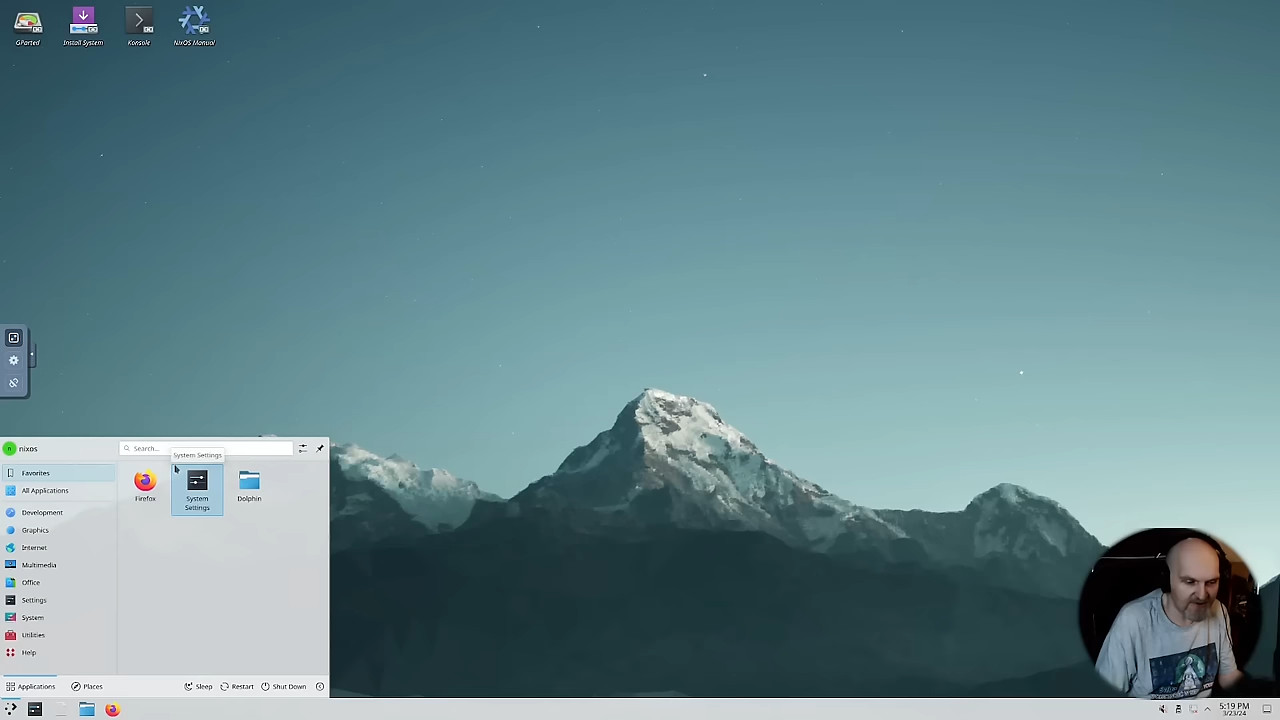 GParted
Install System
Konsole
NixOS Manual
n
nixos
Search...
System Settings
Favorites
All Applications
Development
Graphics
Internet
Multimedia
Office
Settings
System
Utilities
Help
Firefox
System
Settings
Dolphin
Applications
Places
Sleep
Restart
Shut Down
5:19 PM
3/23/24